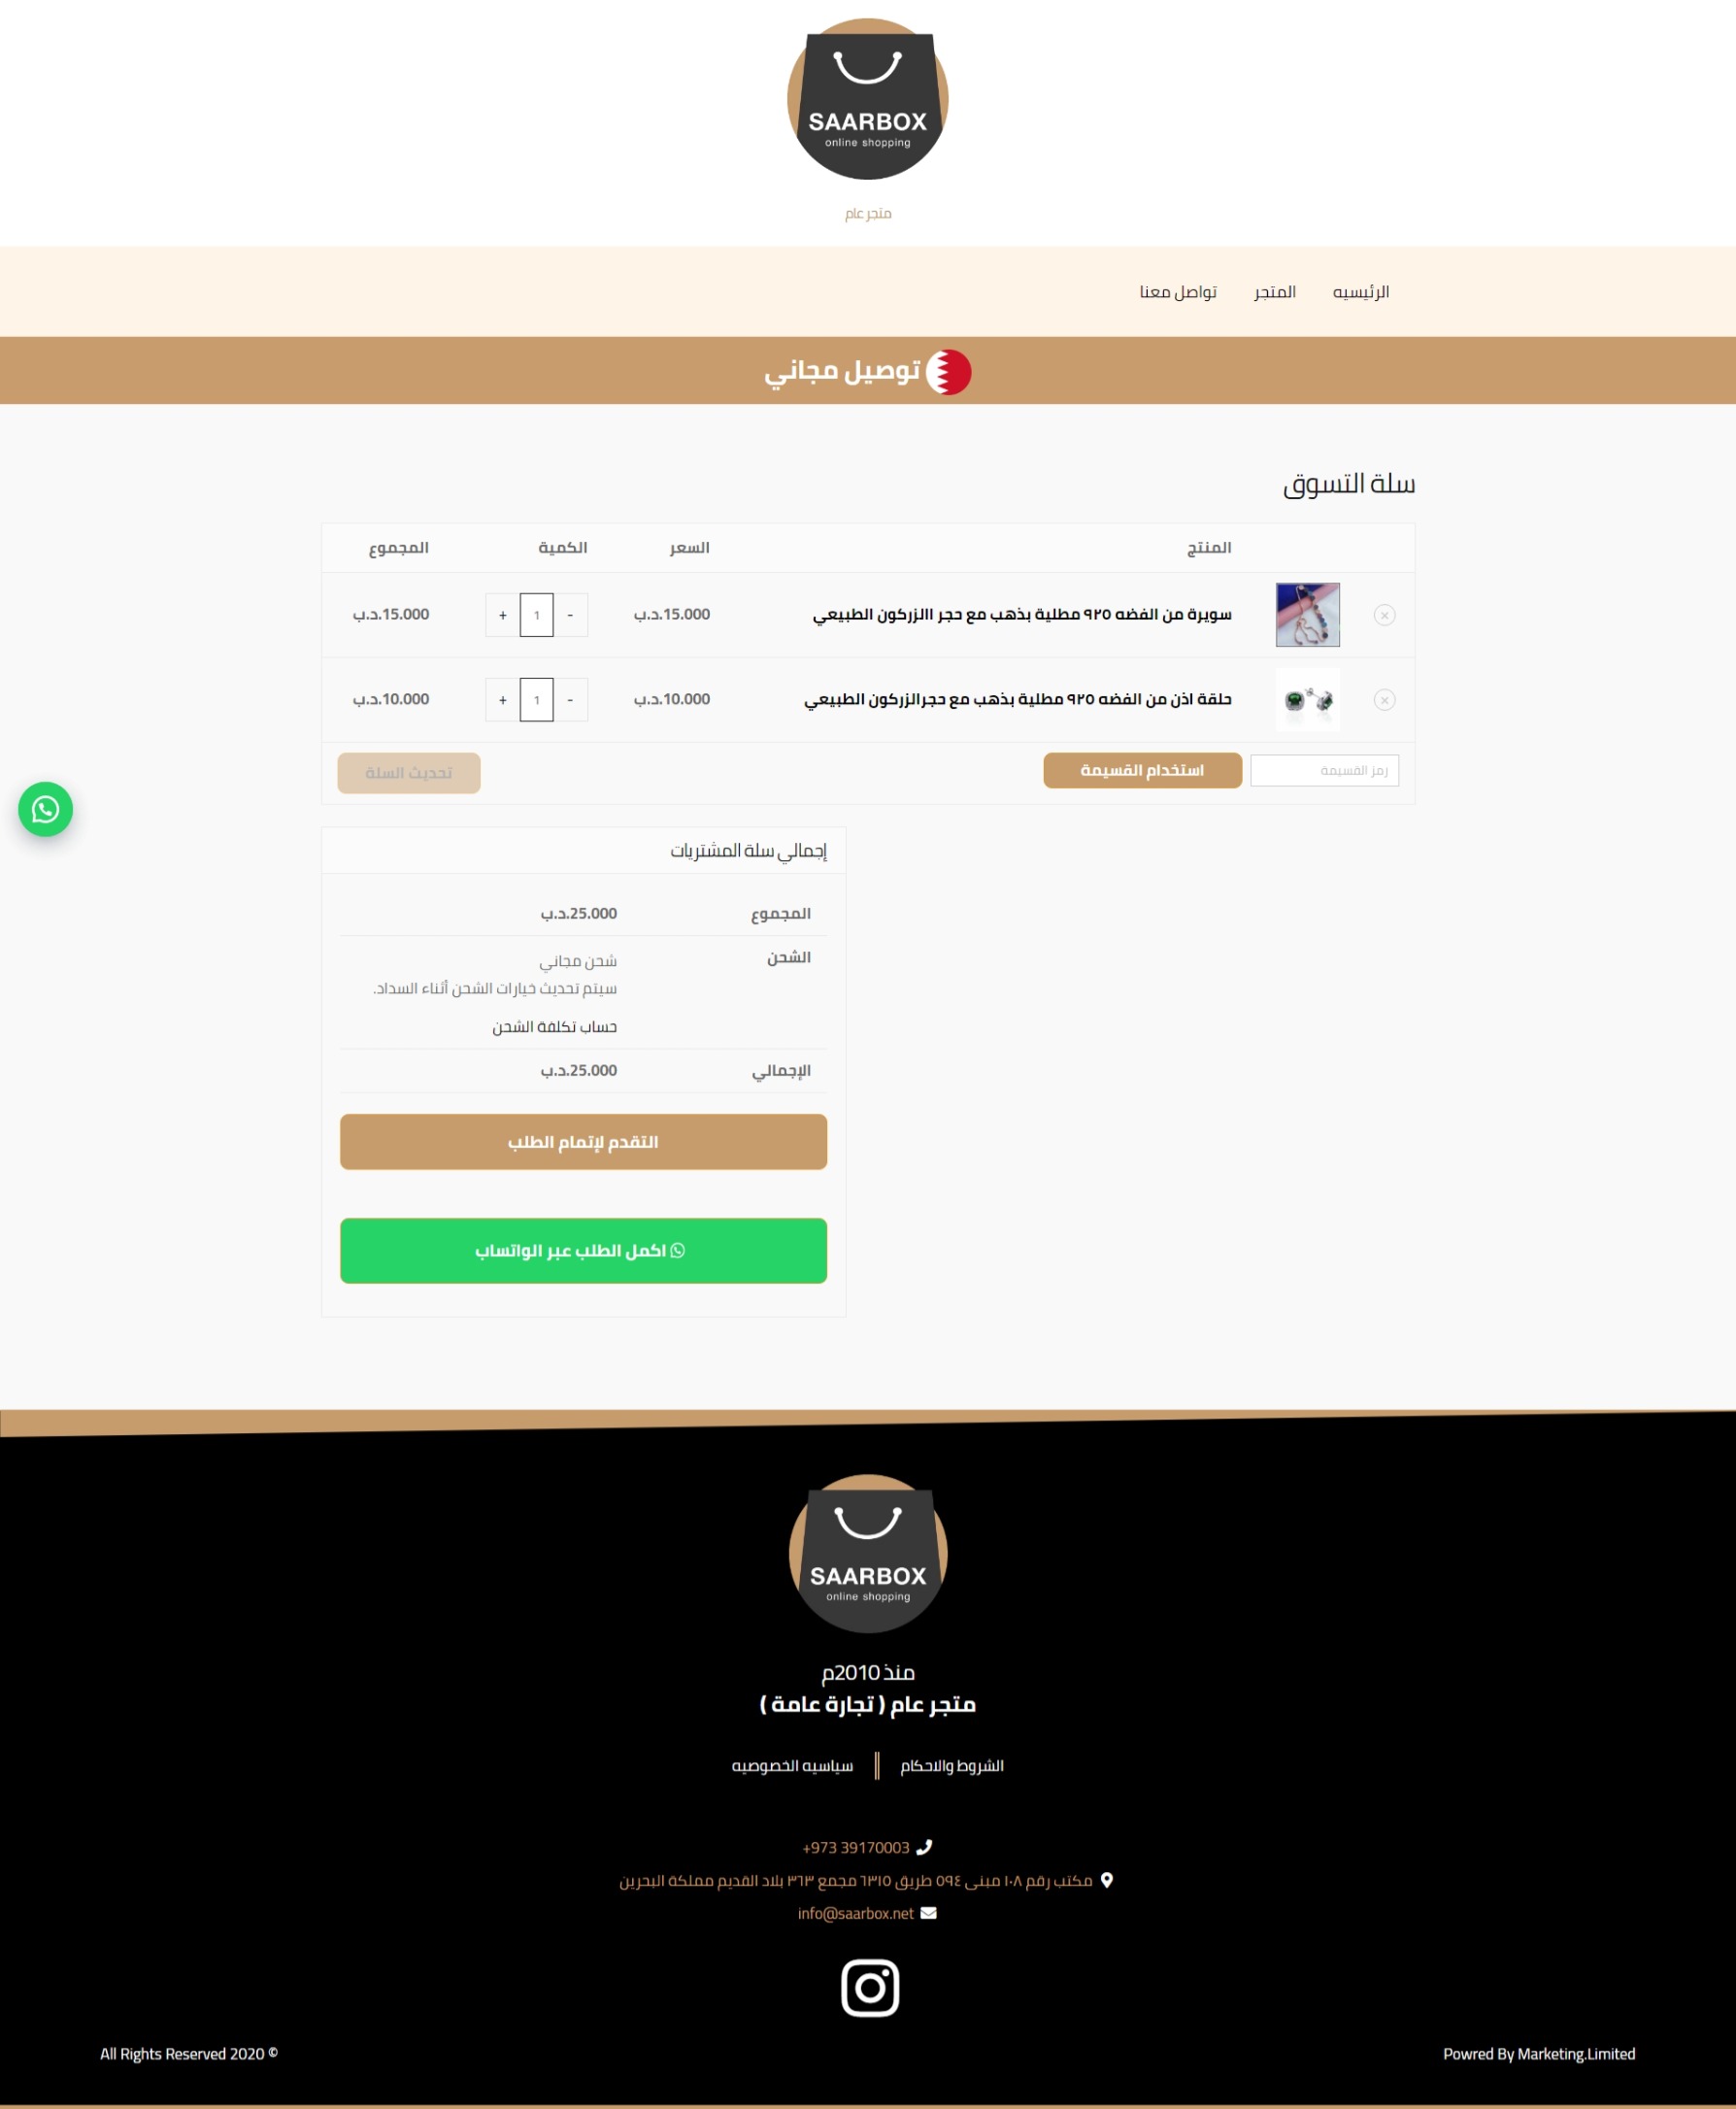 SAARBOX
online shopping
متجر عام
الرئيسيه
المتجر
تواصل معنا
توصيل مجاني
سلة التسوق
المنتج السعر الكمية المجموع
سويرة من الفضه ٩٢٥ مطلية بذهب مع حجر االزركون الطبيعي 15.000.د.ب - 1 + 15.000.د.ب
حلقة اذن من الفضه ٩٢٥ مطلية بذهب مع حجرالزركون الطبيعي 10.000.د.ب - 1 + 10.000.د.ب
رمز القسيمة استخدام القسيمة تحديث السلة
إجمالي سلة المشتريات
المجموع 25.000.د.ب
الشحن شحن مجاني
سيتم تحديث خيارات الشحن أثناء السداد.
حساب تكلفة الشحن
الإجمالي 25.000.د.ب
التقدم لإتمام الطلب
اكمل الطلب عبر الواتساب
SAARBOX
online shopping
منذ 2010م
متجر عام ( تجارة عامة )
الشروط والاحكام
سياسيه الخصوصيه
+973 39170003
مكتب رقم ١٠٨ مبنى ٥٩٤ طريق ٦٣١٥ مجمع ٣٦٣ بلاد القديم مملكة البحرين
info@saarbox.net
Powred By Marketing.Limited
All Rights Reserved 2020 ©